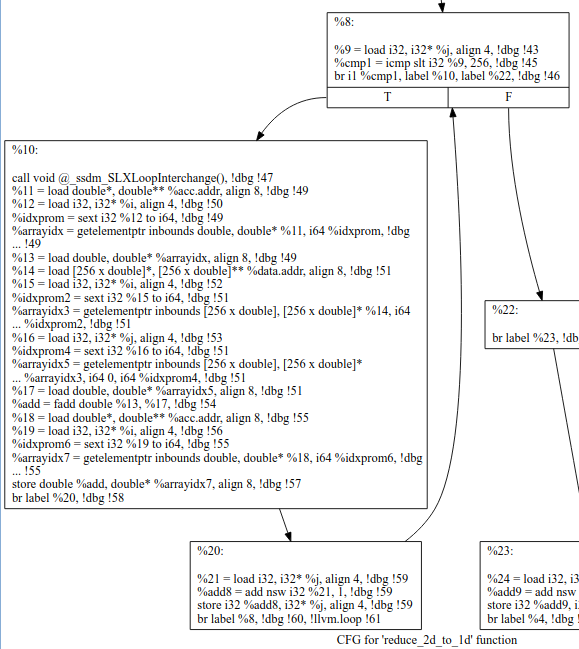 %8:
%9 = load i32, i32* %j, align 4, !dbg !43
%cmp1 = icmp slt i32 %9, 256, !dbg !45
br i1 %cmp1, label %10, label %22, !dbg !46
T F
%10:
call void @_ssdm_SLXLoopInterchange(), !dbg !47
%11 = load double*, double** %acc.addr, align 8, !dbg !49
%12 = load i32, i32* %i, align 4, !dbg !50
%idxprom = sext i32 %12 to i64, !dbg !49
%arrayidx = getelementptr inbounds double, double* %11, i64 %idxprom, !dbg
... !49
%13 = load double, double* %arrayidx, align 8, !dbg !49
%14 = load [256 x double]*, [256 x double]** %data.addr, align 8, !dbg !51
%15 = load i32, i32* %i, align 4, !dbg !52
%idxprom2 = sext i32 %15 to i64, !dbg !51
%arrayidx3 = getelementptr inbounds [256 x double], [256 x double]* %14, i64
... %idxprom2, !dbg !51
%16 = load i32, i32* %j, align 4, !dbg !53
%idxprom4 = sext i32 %16 to i64, !dbg !51
%arrayidx5 = getelementptr inbounds [256 x double], [256 x double]*
... %arrayidx3, i64 0, i64 %idxprom4, !dbg !51
%17 = load double, double* %arrayidx5, align 8, !dbg !51
%add = fadd double %13, %17, !dbg !54
%18 = load double*, double** %acc.addr, align 8, !dbg !55
%19 = load i32, i32* %i, align 4, !dbg !56
%idxprom6 = sext i32 %19 to i64, !dbg !55
%arrayidx7 = getelementptr inbounds double, double* %18, i64 %idxprom6, !dbg
... !55
store double %add, double* %arrayidx7, align 8, !dbg !57
br label %20, !dbg !58
%22:
br label %23, !db
%20:
%21 = load i32, i32* %j, align 4, !dbg !59
%add8 = add nsw i32 %21, 1, !dbg !59
store i32 %add8, i32* %j, align 4, !dbg !59
br label %8, !dbg !60, !llvm.loop !61
%23:
%24 = load i32, i3
%add9 = add nsw
store i32 %add9, i
br label %4, !dbg
CFG for 'reduce_2d_to_1d' function